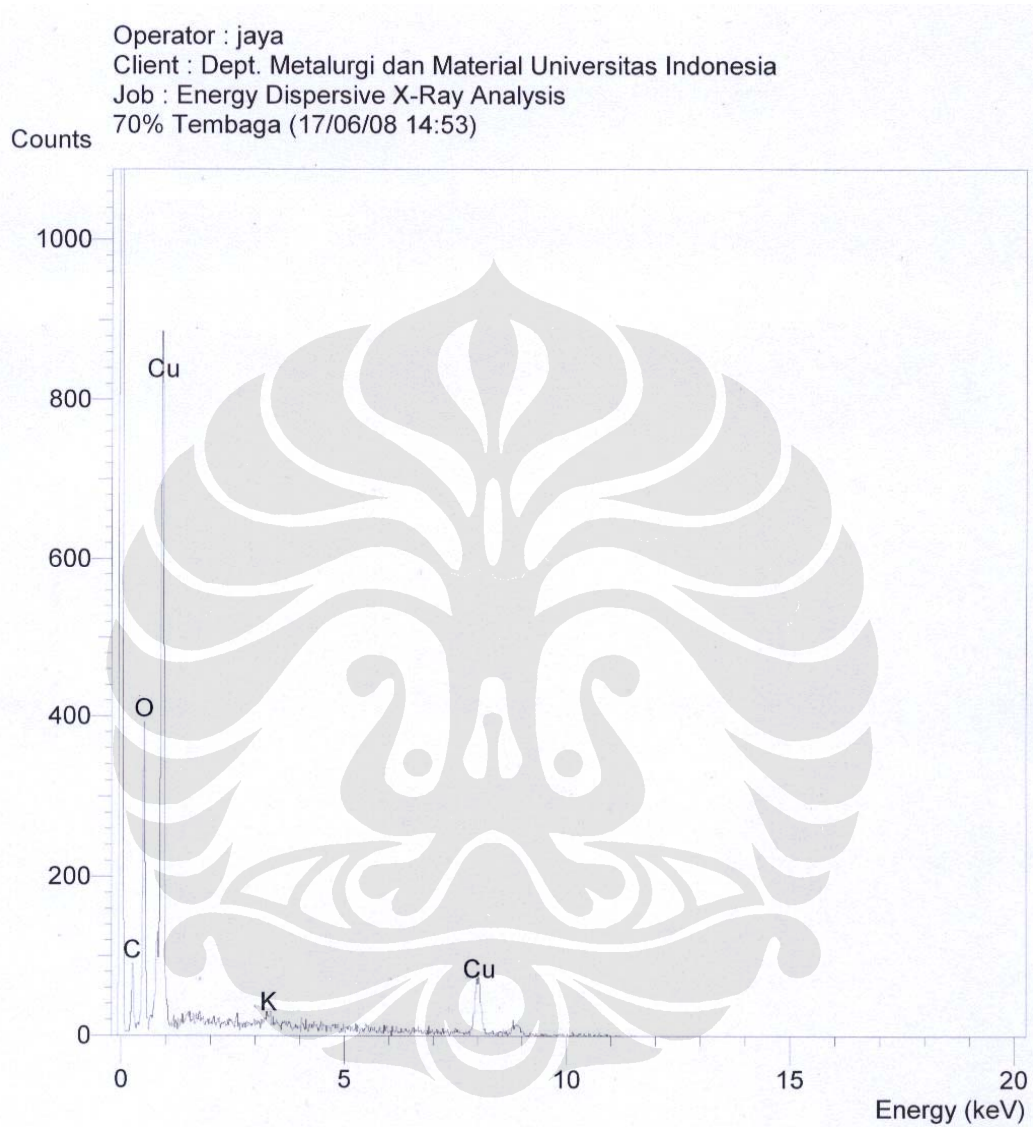 Operator : jaya
Client : Dept. Metalurgi dan Material Universitas Indonesia
Job : Energy Dispersive X-Ray Analysis
70% Tembaga (17/06/08 14:53)
Counts
1000
Cu
800
600
O
400
200
C
Cu
K
0
0 5 10 15 20
Energy (keV)